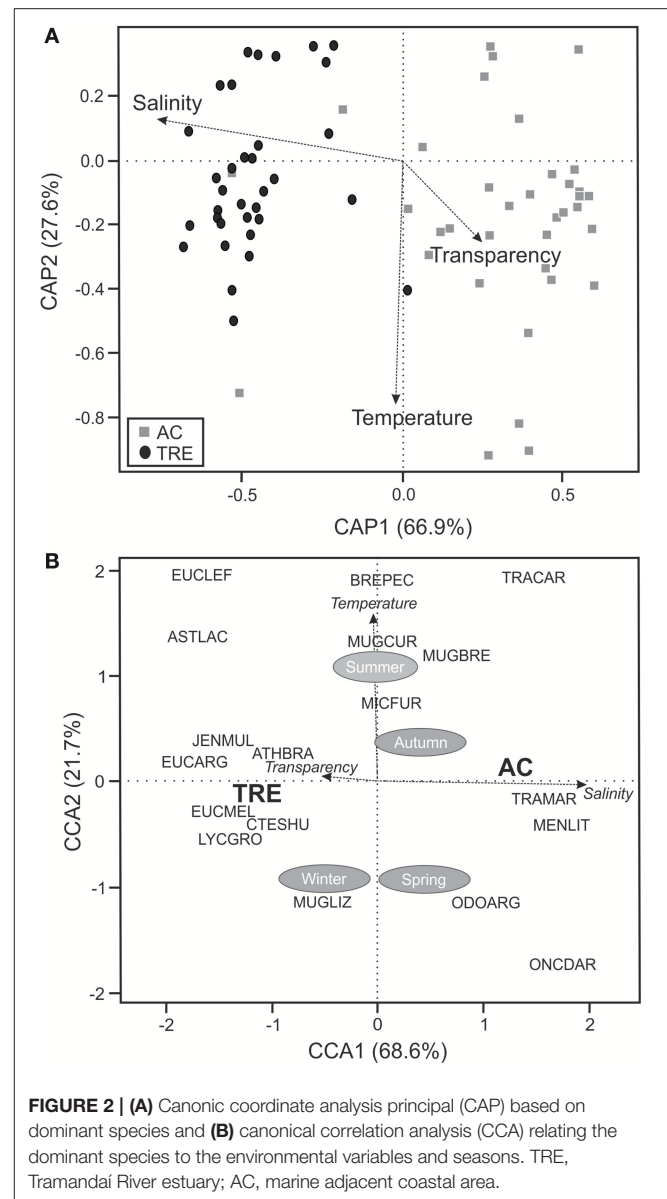 A
Salinity
0.2
0.0
-0.2
-0.4
-0.6
-0.8
CAP2 (27.6%)
Transparency
Temperature
AC
TRE
-0.5
0.0
0.5
CAP1 (66.9%)
B
2
1
0
-1
-2
CCA2 (21.7%)
EUCLEF
BREPEC
TRACAR
Temperature
ASTLAC
MUGCUR
MUGBRE
Summer
MICFUR
JENMUL
Autumn
ATHBRA
EUCARG
Transparency
AC
TRE
Salinity
TRAMAR
EUCMEL
CTESHU
MENLIT
LYCGRO
Winter
Spring
MUGLIZ
ODOARG
ONCDAR
-2
-1
0
1
2
CCA1 (68.6%)
FIGURE 2 | (A) Canonic coordinate analysis principal (CAP) based on
dominant species and (B) canonical correlation analysis (CCA) relating the
dominant species to the environmental variables and seasons. TRE,
Tramandaí River estuary; AC, marine adjacent coastal area.